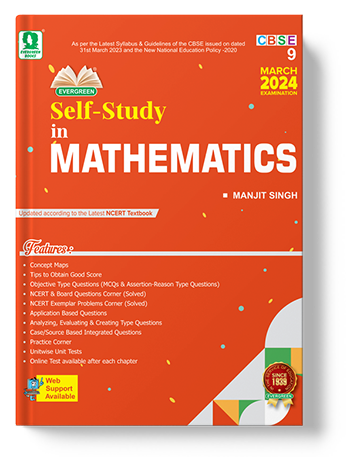 EVERGREEN
BOOKS
As per the Latest Syllabus & Guidelines of the CBSE issued on dated
31st March 2023 and the New National Education Policy -2020
CBSE
9
MARCH
2024
EXAMINATION
EVERGREEN
Self-Study
in
MATHEMATICS
MANJIT SINGH
Updated according to the Latest NCERT Textbook
Features :
• Concept Maps
• Tips to Obtain Good Score
• Objective Type Questions (MCQs & Assertion-Reason Type Questions)
• NCERT & Board Questions Corner (Solved)
• NCERT Exemplar Problems Corner (Solved)
• Application Based Questions
• Analyzing, Evaluating & Creating Type Questions
• Case/Source Based Integrated Questions
• Practice Corner
• Unitwise Unit Tests
• Online Test available after each chapter
Web
Support
Available
SINCE
1938
EVERGREEN